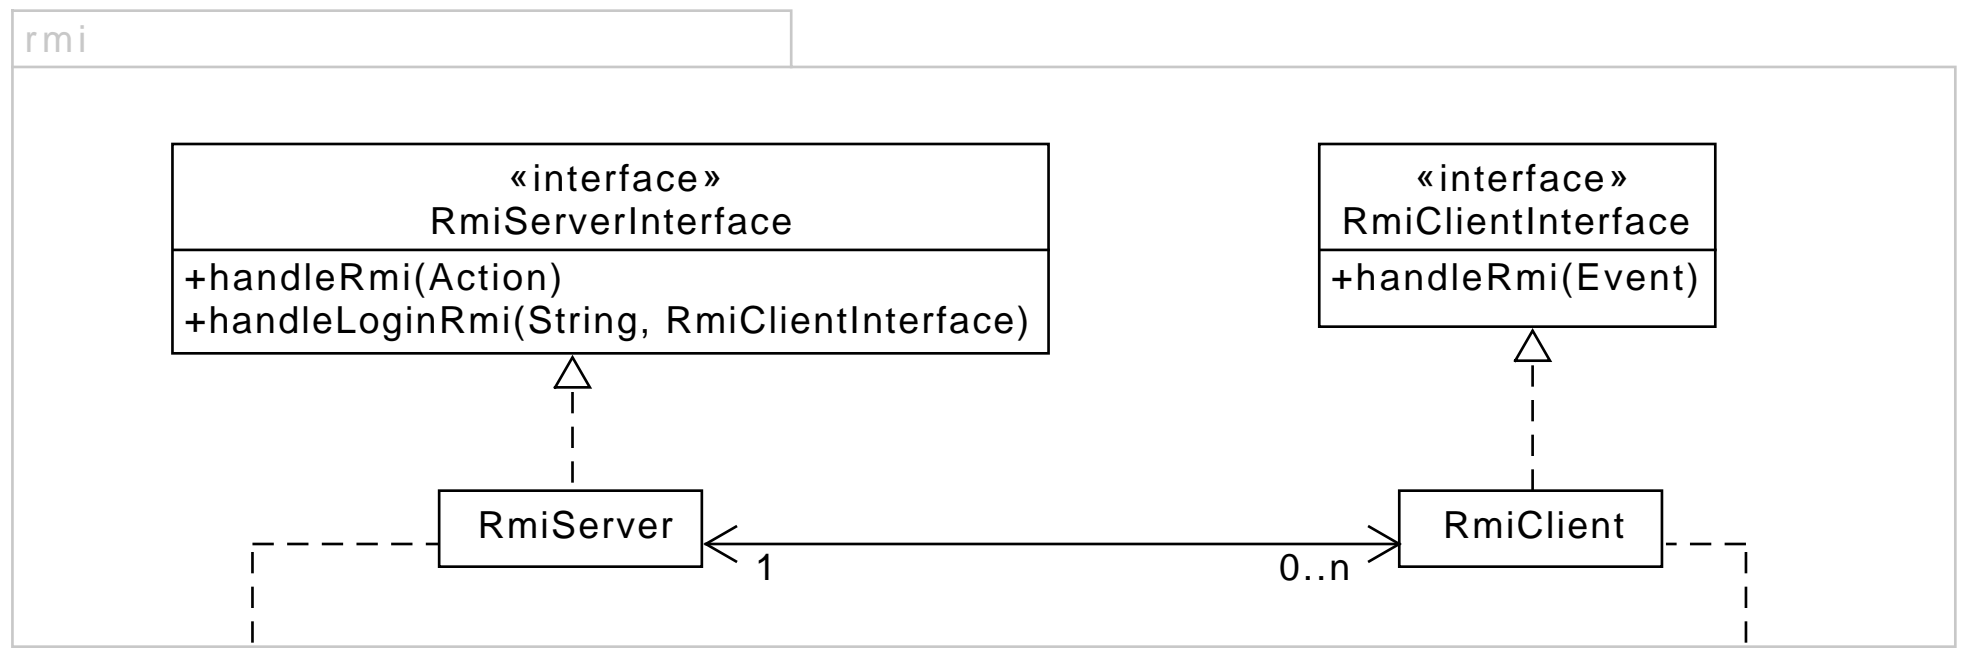 rmi
«interface»
RmiServerInterface
+handleRmi(Action)
+handleLoginRmi(String, RmiClientInterface)
«interface»
RmiClientInterface
+handleRmi(Event)
RmiServer
1
0..n
RmiClient